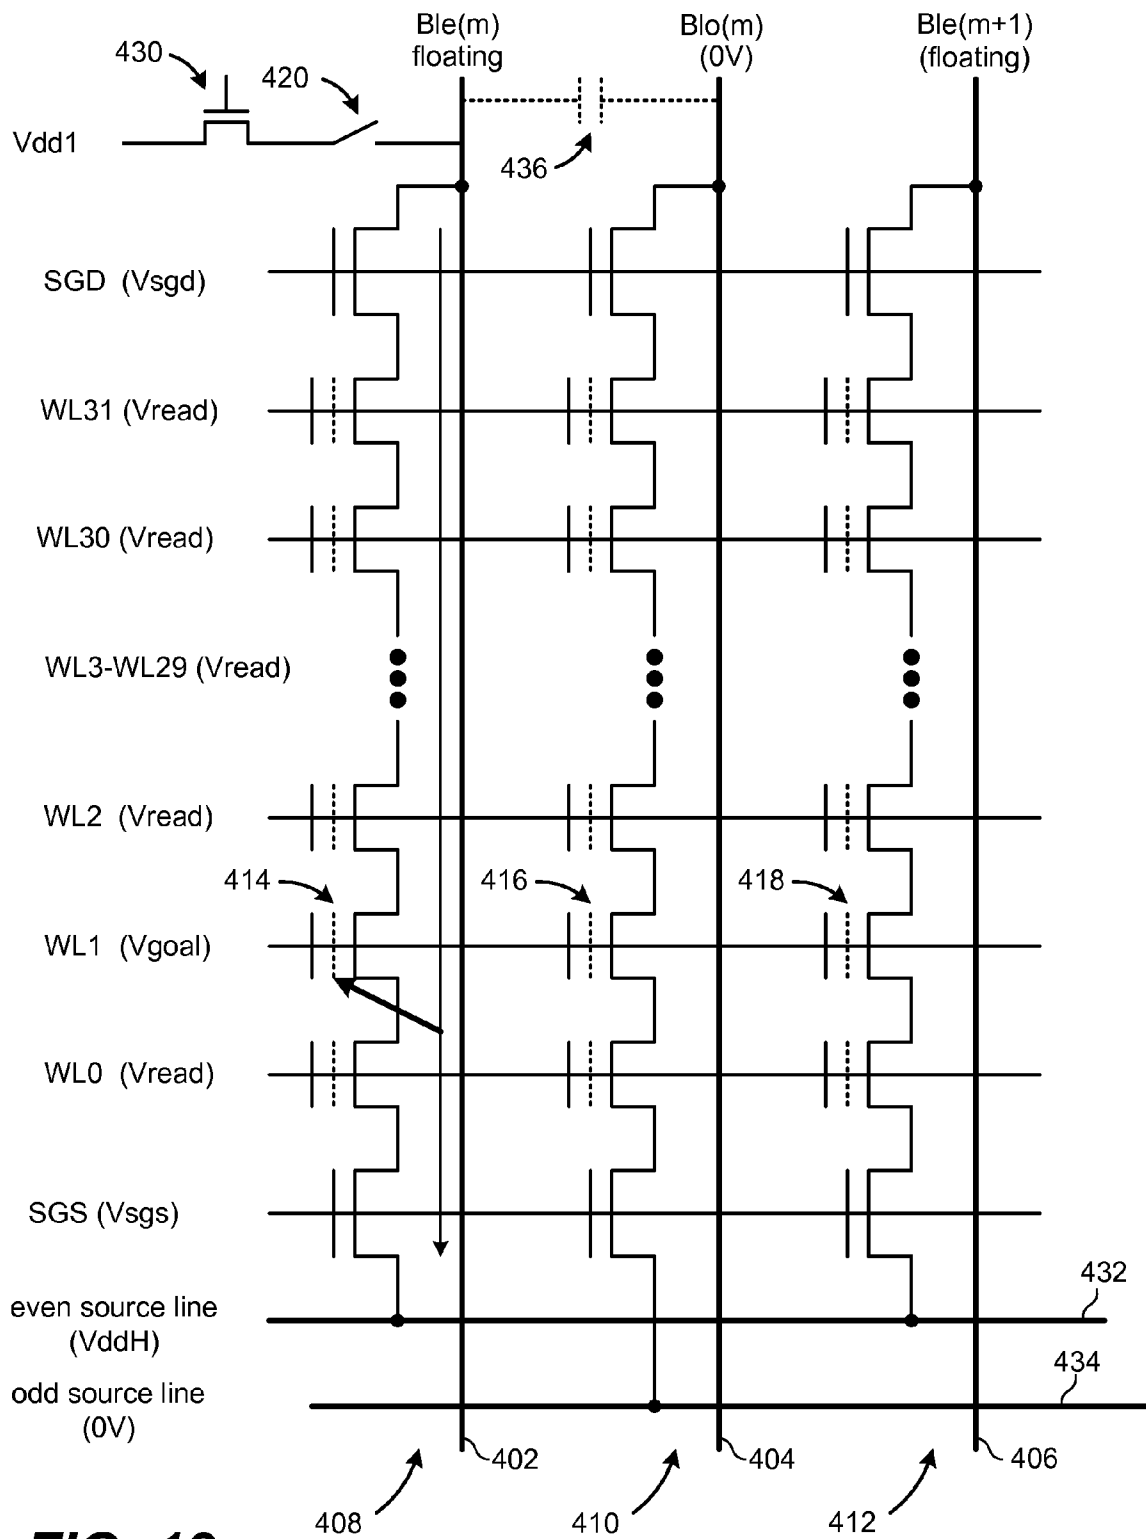 Ble(m)
floating
Blo(m)
(0V)
Ble(m+1)
(floating)
430
420
Vdd1
436
SGD (Vsgd)
WL31 (Vread)
WL30 (Vread)
WL3-WL29 (Vread)
WL2 (Vread)
414
416
418
WL1 (Vgoal)
WL0 (Vread)
SGS (Vsgs)
432
even source line
(VddH)
434
odd source line
(0V)
402
404
406
408
410
412